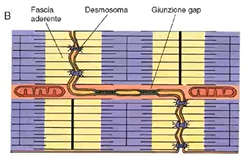 B
Fascia aderente
Desmosoma
Giunzione gap